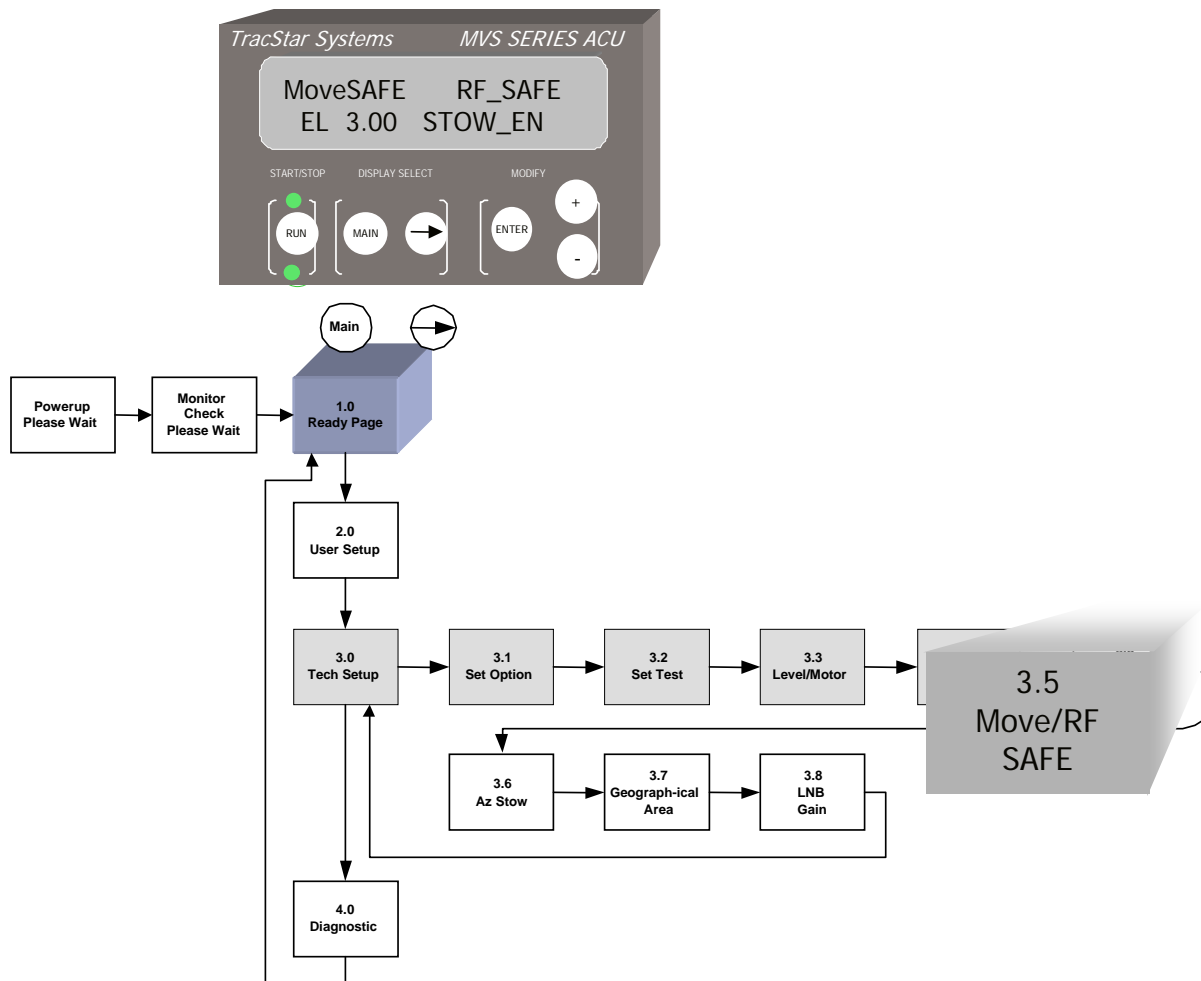 TracStar Systems MVS SERIES ACU
MoveSAFE RF_SAFE
EL 3.00 STOW_EN
START/STOP DISPLAY SELECT MODIFY
RUN MAIN ENTER + -
Main
Powerup
Please Wait
Monitor
Check
Please Wait
1.0
Ready Page
2.0
User Setup
3.0
Tech Setup
3.1
Set Option
3.2
Set Test
3.3
Level/Motor
3.5
Move/RF
SAFE
3.6
Az Stow
3.7
Geograph-ical
Area
3.8
LNB
Gain
4.0
Diagnostic